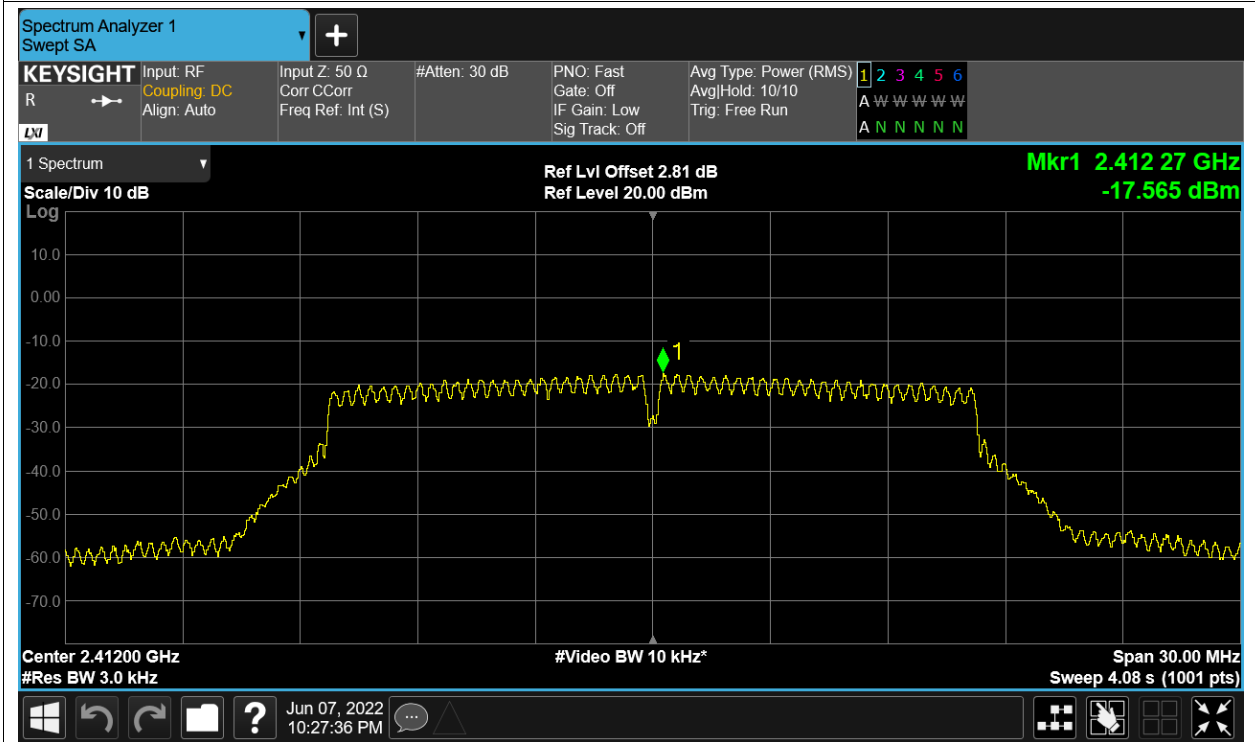 Spectrum Analyzer 1
Swept SA
+
KEYSIGHT
R
LXI
Input: RF
Coupling: DC
Align: Auto
Input Z: 50 Ω
Corr CCorr
Freq Ref: Int (S)
#Atten: 30 dB
PNO: Fast
Gate: Off
IF Gain: Low
Sig Track: Off
Avg Type: Power (RMS)
Avg|Hold: 10/10
Trig: Free Run
1 2 3 4 5 6
A W W W W W
A N N N N N
1 Spectrum
Scale/Div 10 dB
Log
Ref Lvl Offset 2.81 dB
Ref Level 20.00 dBm
Mkr1 2.412 27 GHz
-17.565 dBm
10.0
0.00
-10.0
-20.0
-30.0
-40.0
-50.0
-60.0
-70.0
1
Center 2.41200 GHz
#Res BW 3.0 kHz
#Video BW 10 kHz*
Span 30.00 MHz
Sweep 4.08 s (1001 pts)
?
Jun 07, 2022
10:27:36 PM